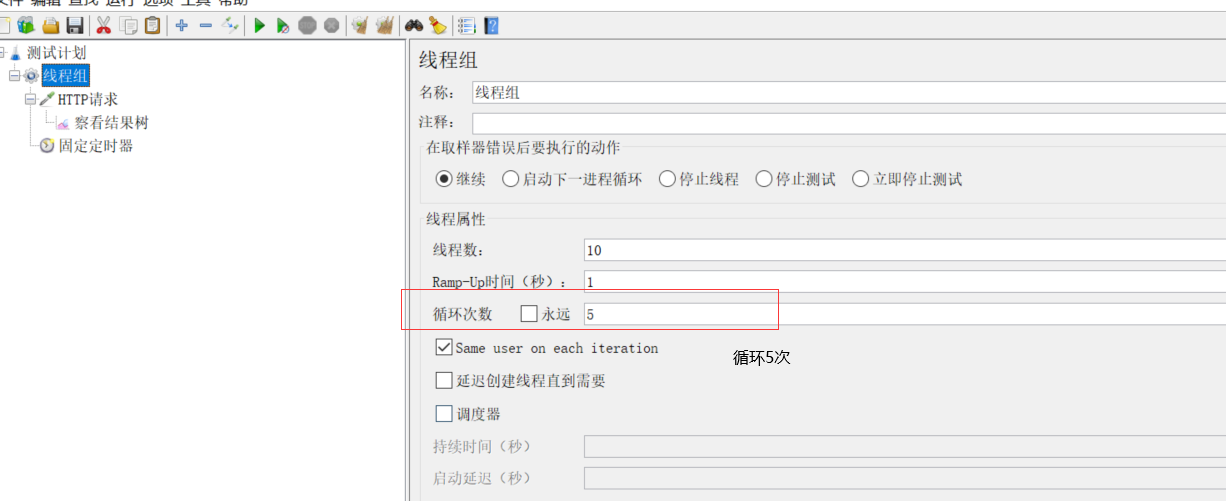 文件 编辑 查找 运行 选项 工具 帮助
测试计划
线程组
HTTP请求
察看结果树
固定定时器
线程组
名称： 线程组
注释：
在取样器错误后要执行的动作
继续 启动下一进程循环 停止线程 停止测试 立即停止测试
线程属性
线程数： 10
Ramp-Up时间（秒）： 1
循环次数 永远 5
Same user on each iteration
循环5次
延迟创建线程直到需要
调度器
持续时间（秒）
启动延迟（秒）